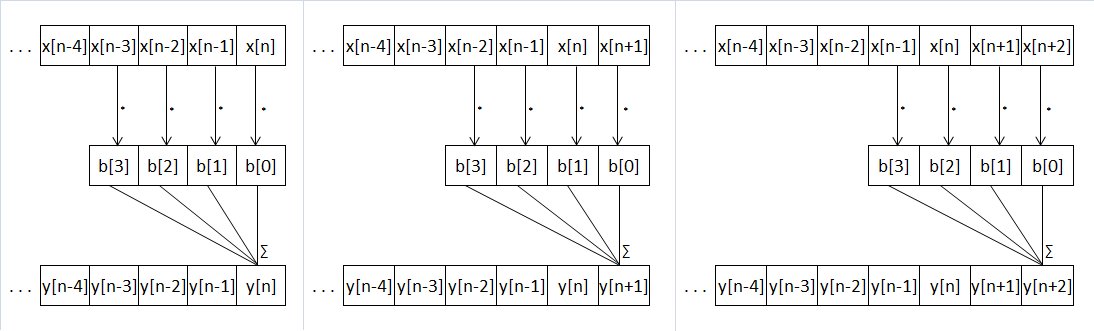 ... x[n-4] x[n-3] x[n-2] x[n-1] x[n]
* * * *
b[3] b[2] b[1] b[0]
∑
... y[n-4] y[n-3] y[n-2] y[n-1] y[n]
... x[n-4] x[n-3] x[n-2] x[n-1] x[n] x[n+1]
* * * *
b[3] b[2] b[1] b[0]
∑
... y[n-4] y[n-3] y[n-2] y[n-1] y[n] y[n+1]
... x[n-4] x[n-3] x[n-2] x[n-1] x[n] x[n+1] x[n+2]
* * * *
b[3] b[2] b[1] b[0]
∑
... y[n-4] y[n-3] y[n-2] y[n-1] y[n] y[n+1] y[n+2]